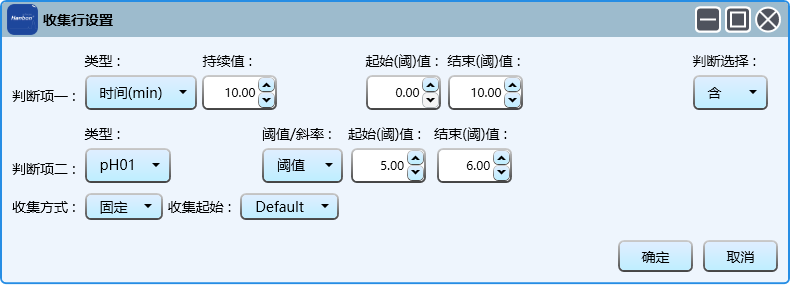 Hanbon 收集行设置
类型： 持续值： 起始(阈)值： 结束(阈)值： 判断选择：
判断项一： 时间(min) 10.00 0.00 10.00 含
类型： 阈值/斜率： 起始(阈)值： 结束(阈)值：
判断项二： pH01 阈值 5.00 6.00
收集方式： 固定 收集起始： Default
确定 取消